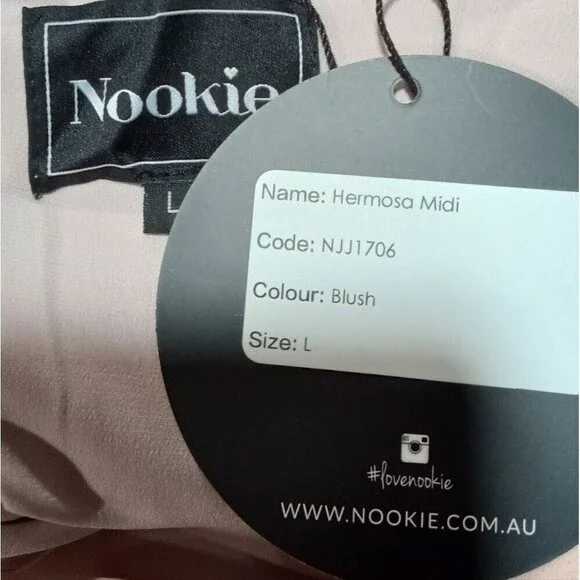 Nookie
L
Name: Hermosa Midi
Code: NJJ1706
Colour: Blush
Size: L
#lovenookie
WWW.NOOKIE.COM.AU